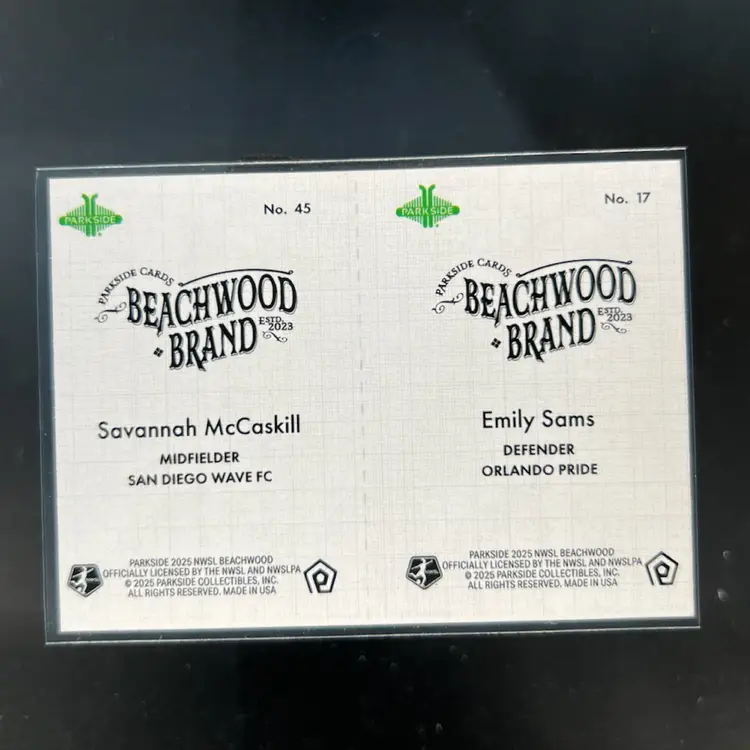 PARKSIDE
No. 45
PARKSIDE CARDS
BEACHWOOD
ESTD.
2023
BRAND
Savannah McCaskill
MIDFIELDER
SAN DIEGO WAVE FC
PARKSIDE 2025 NWSL BEACHWOOD
OFFICIALLY LICENSED BY THE NWSL AND NWSLPA
© 2025 PARKSIDE COLLECTIBLES, INC.
ALL RIGHTS RESERVED. MADE IN USA
PARKSIDE
No. 17
PARKSIDE CARDS
BEACHWOOD
ESTD.
2023
BRAND
Emily Sams
DEFENDER
ORLANDO PRIDE
PARKSIDE 2025 NWSL BEACHWOOD
OFFICIALLY LICENSED BY THE NWSL AND NWSLPA
© 2025 PARKSIDE COLLECTIBLES, INC.
ALL RIGHTS RESERVED. MADE IN USA